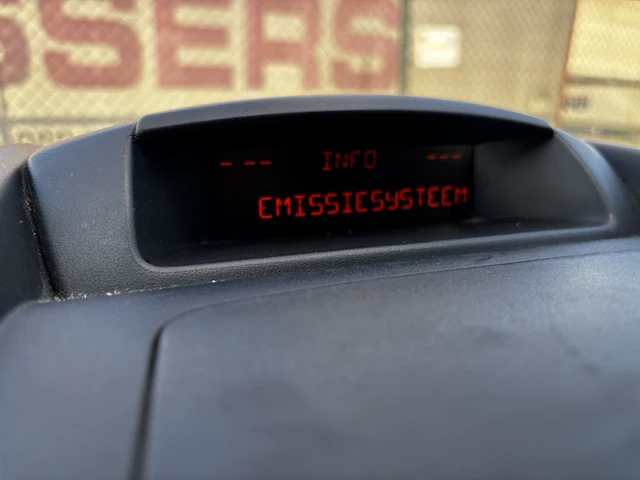 SSERS
--- INFO ---
EMISSIESYSTEEM